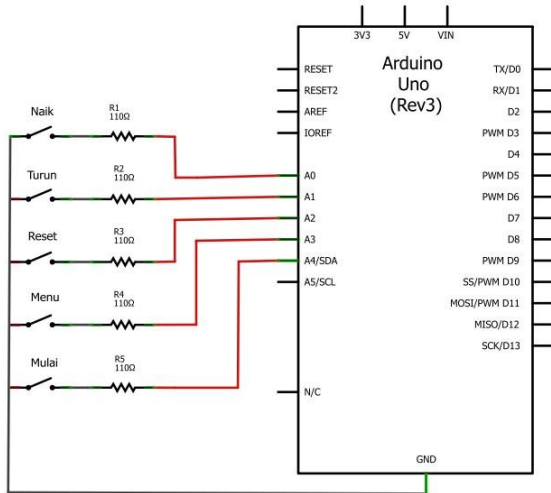 3V3 5V VIN
Arduino
Uno
(Rev3)
RESET
RESET2
AREF
IOREF
A0
A1
A2
A3
A4/SDA
A5/SCL
N/C
TX/D0
RX/D1
D2
PWM D3
D4
PWM D5
PWM D6
D7
D8
PWM D9
SS/PWM D10
MOSI/PWM D11
MISO/D12
SCK/D13
GND
Naik
R1
110Ω
Turun
R2
110Ω
Reset
R3
110Ω
Menu
R4
110Ω
Mulai
R5
110Ω